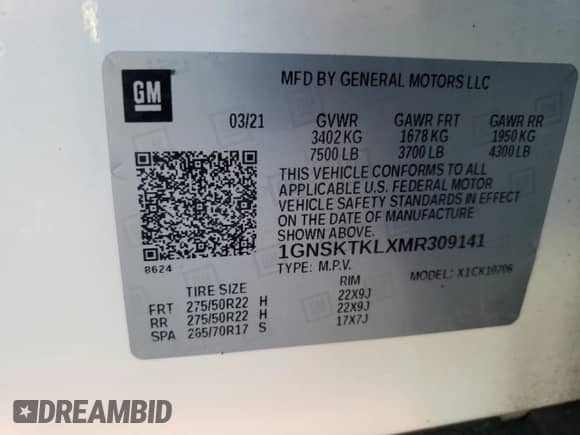 GM
MFD BY GENERAL MOTORS LLC
03/21 GVWR GAWR FRT GAWR RR
3402 KG 1678 KG 1950 KG
7500 LB 3700 LB 4300 LB
THIS VEHICLE CONFORMS TO ALL
APPLICABLE U.S. FEDERAL MOTOR
VEHICLE SAFETY STANDARDS IN EFFECT
ON THE DATE OF MANUFACTURE
SHOWN ABOVE.
1GNSKTKLXMR309141
8624
TYPE: M.P.V. MODEL: X1CK10706
TIRE SIZE RIM
FRT 275/50R22 H 22X9J
RR 275/50R22 H 22X9J
SPA 265/70R17 S 17X7J
DREAMBID